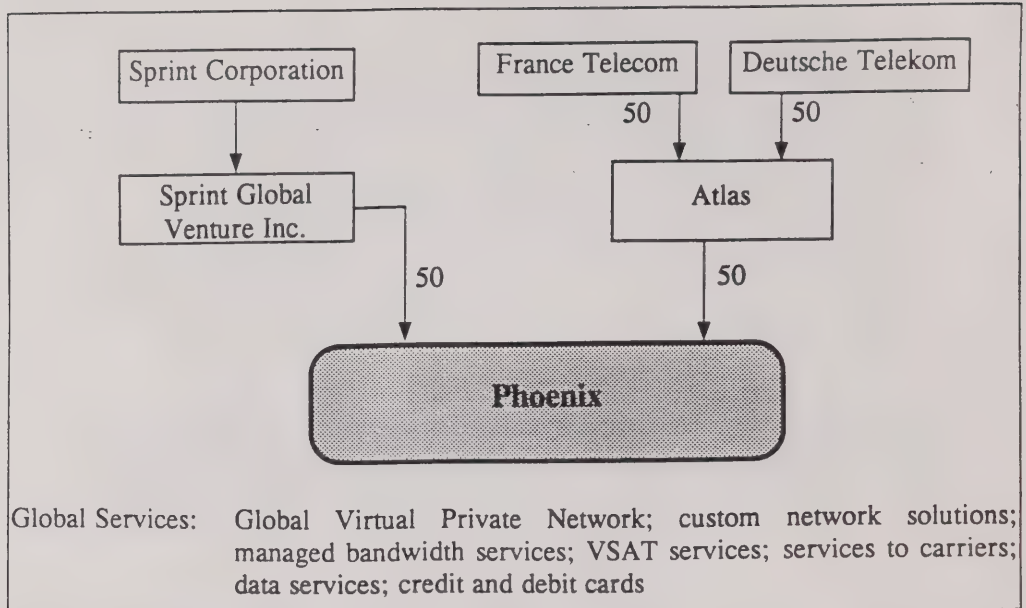 Sprint Corporation
France Telecom
Deutsche Telekom
50
50
Sprint Global
Venture Inc.
Atlas
50
50
Phoenix
Global Services: Global Virtual Private Network; custom network solutions;
managed bandwidth services; VSAT services; services to carriers;
data services; credit and debit cards